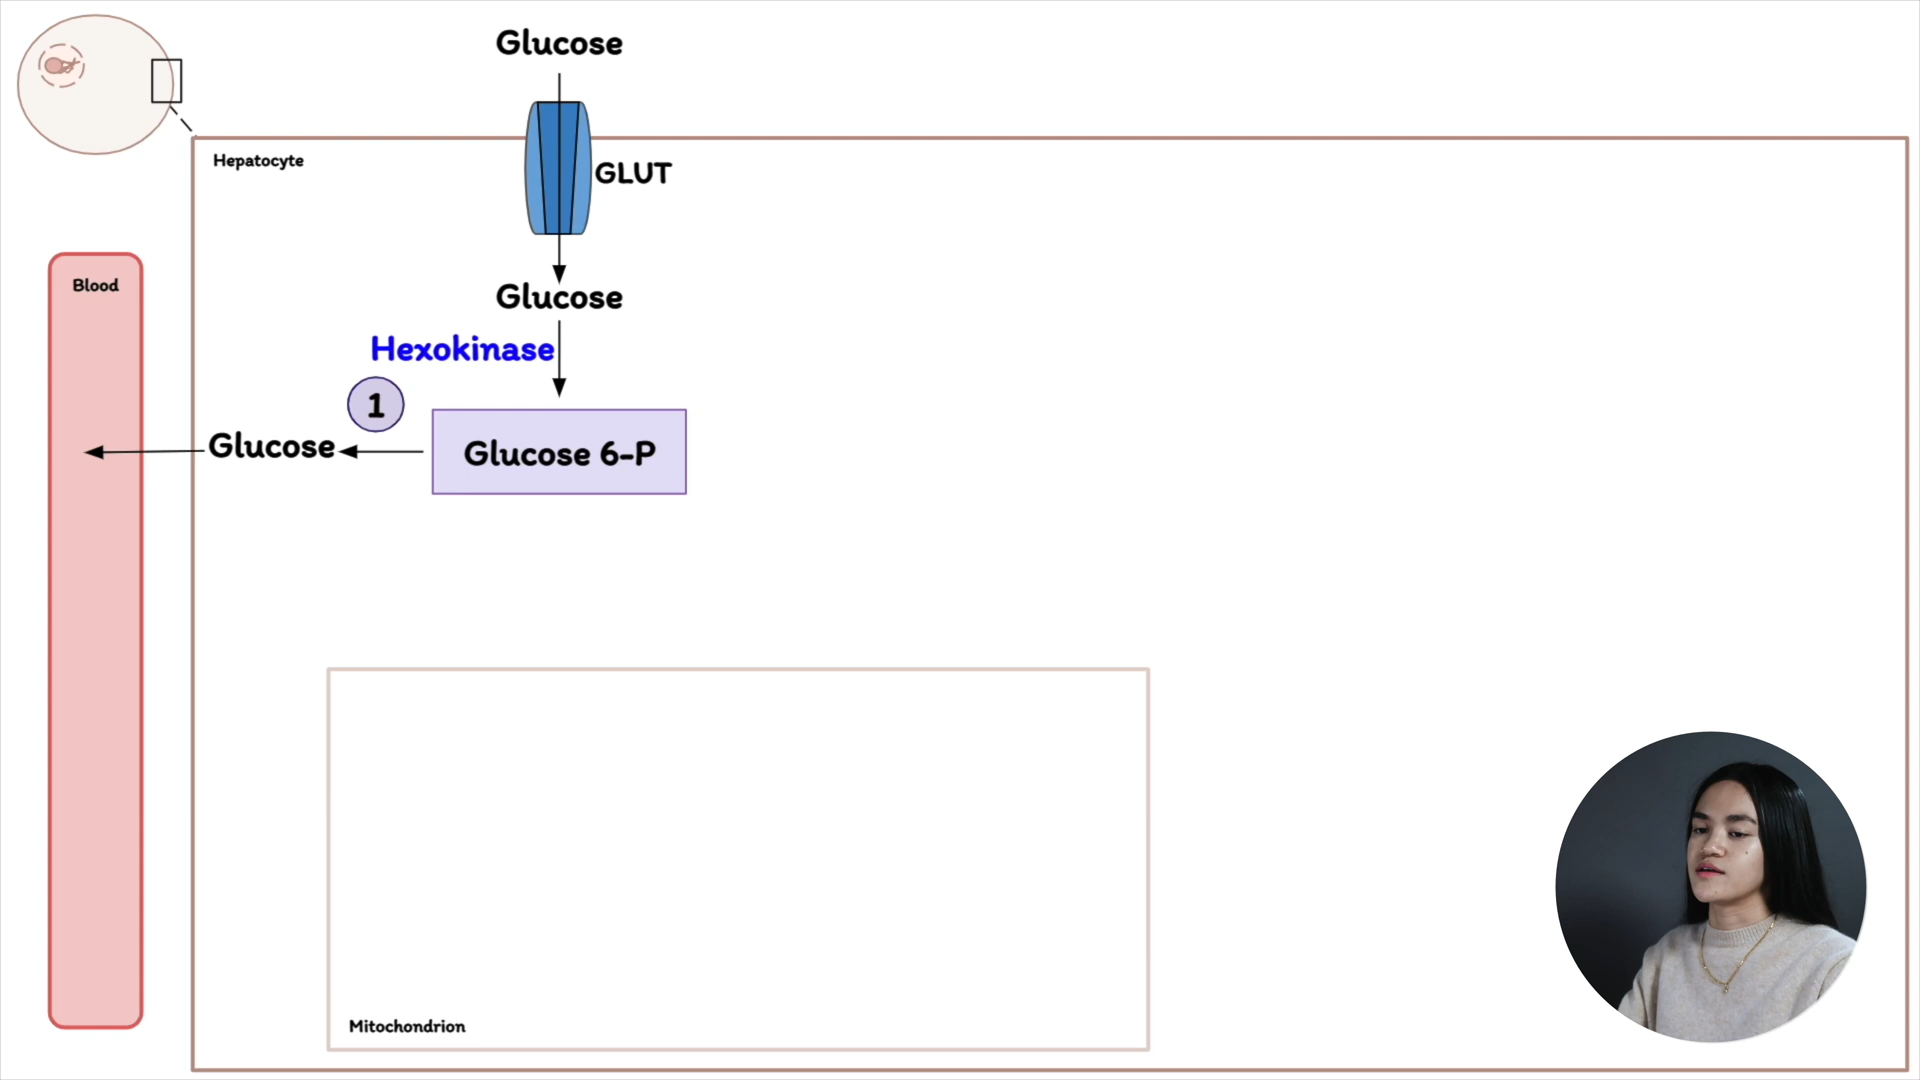 Glucose
Hepatocyte
GLUT
Blood
Glucose
Hexokinase
1
Glucose
Glucose 6-P
Mitochondrion